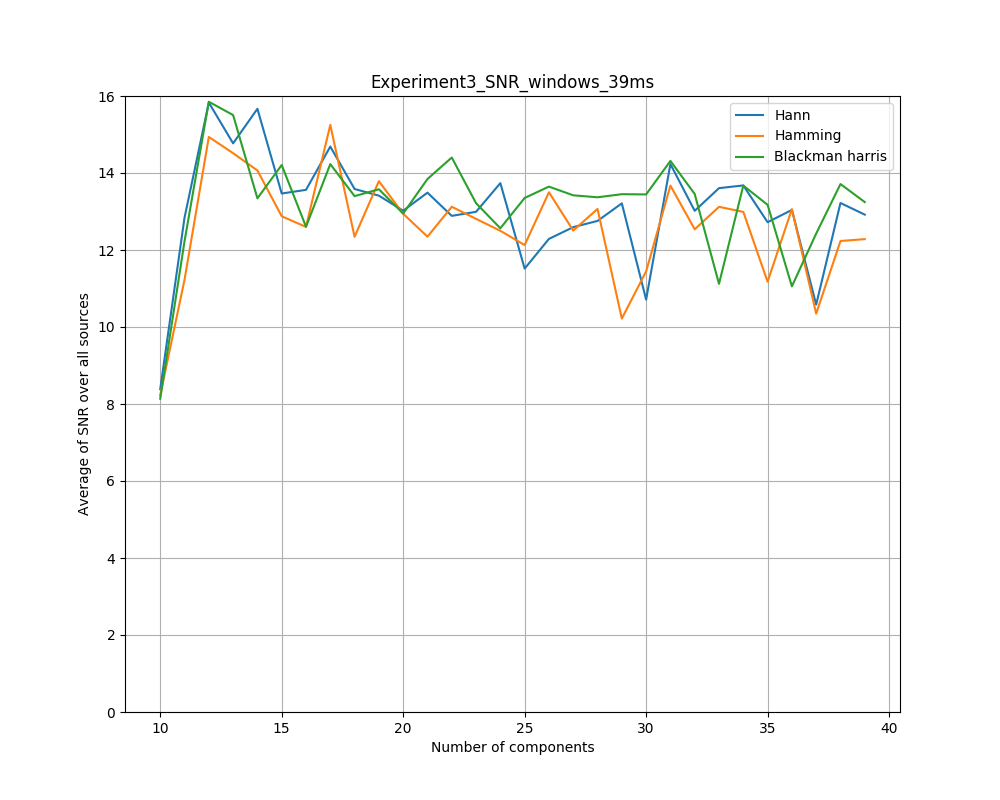 Experiment3_SNR_windows_39ms
Hann
Hamming
Blackman harris
Average of SNR over all sources
16
14
12
10
8
6
4
2
0
10 15 20 25 30 35 40
Number of components